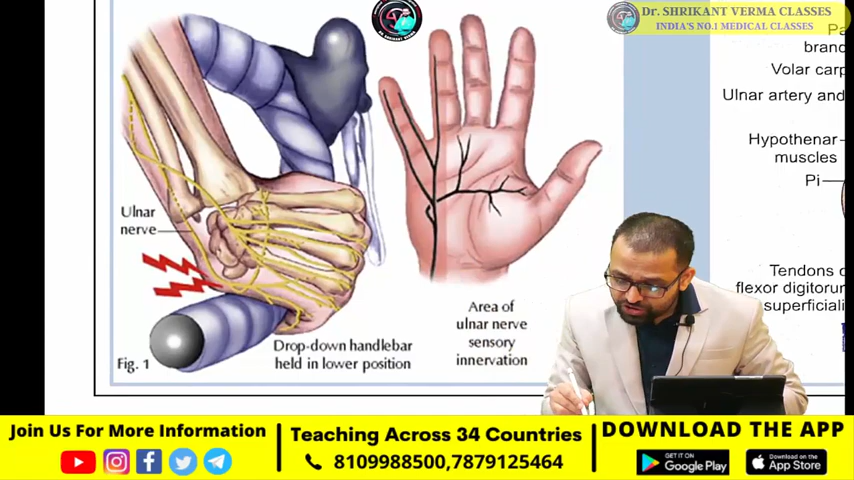 Dr. SHRIKANT VERMA CLASSES
INDIA'S NO.1 MEDICAL CLASSES
Pa
branc
Volar carp
Ulnar artery and
Hypothenar
muscles
Pi
Tendons o
flexor digitorur
superficiali
Ulnar
nerve
Fig. 1
Drop-down handlebar
held in lower position
Area of
ulnar nerve
sensory
innervation
Join Us For More Information
Teaching Across 34 Countries
8109988500,7879125464
DOWNLOAD THE APP
GET IT ON
Google Play
Download on the
App Store